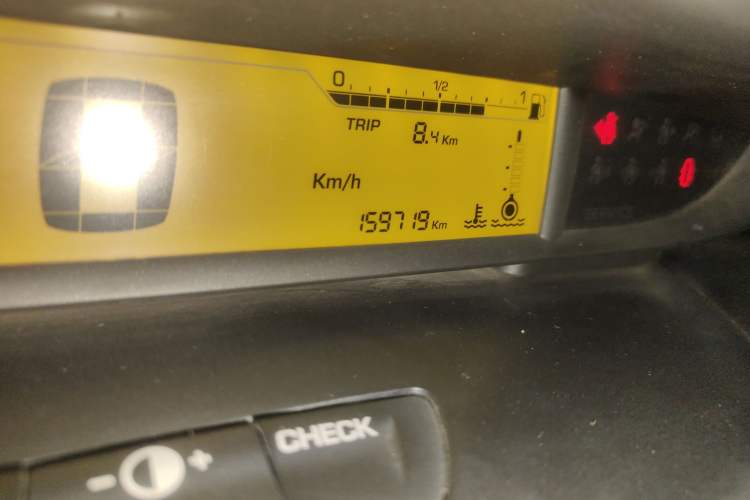 0 1/2 1
TRIP 8.4 Km
Km/h
159719 Km
- +
CHECK